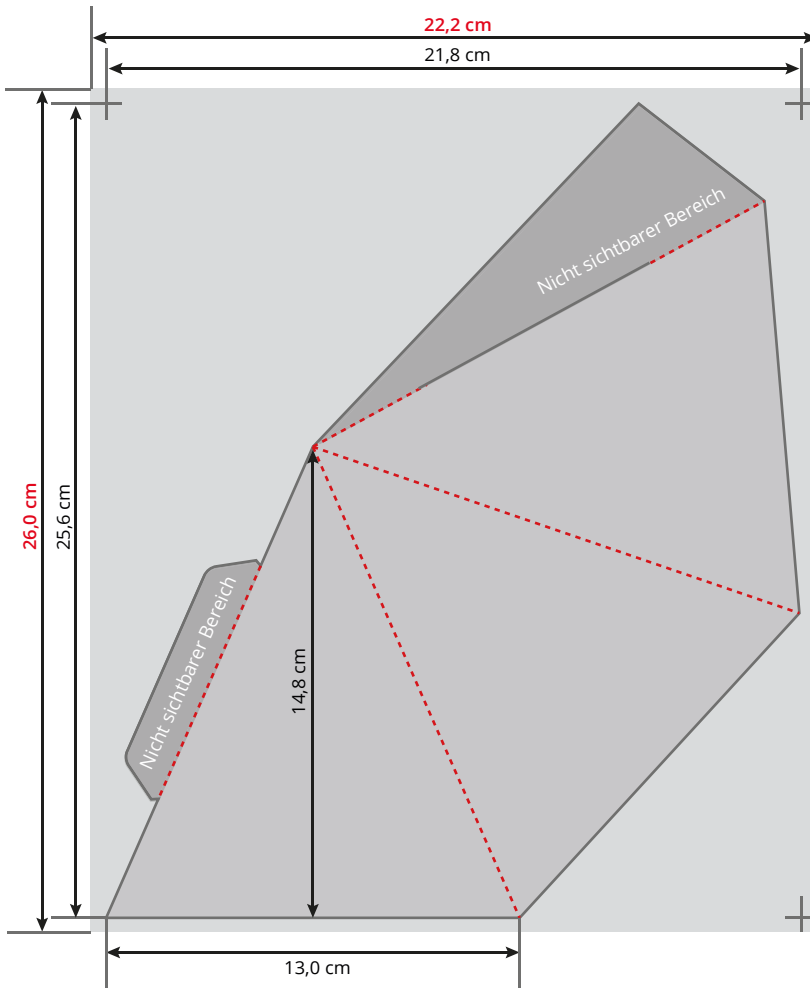 22,2 cm
21,8 cm
Nicht sichtbarer Bereich
26,0 cm
25,6 cm
Nicht sichtbarer Bereich
14,8 cm
13,0 cm